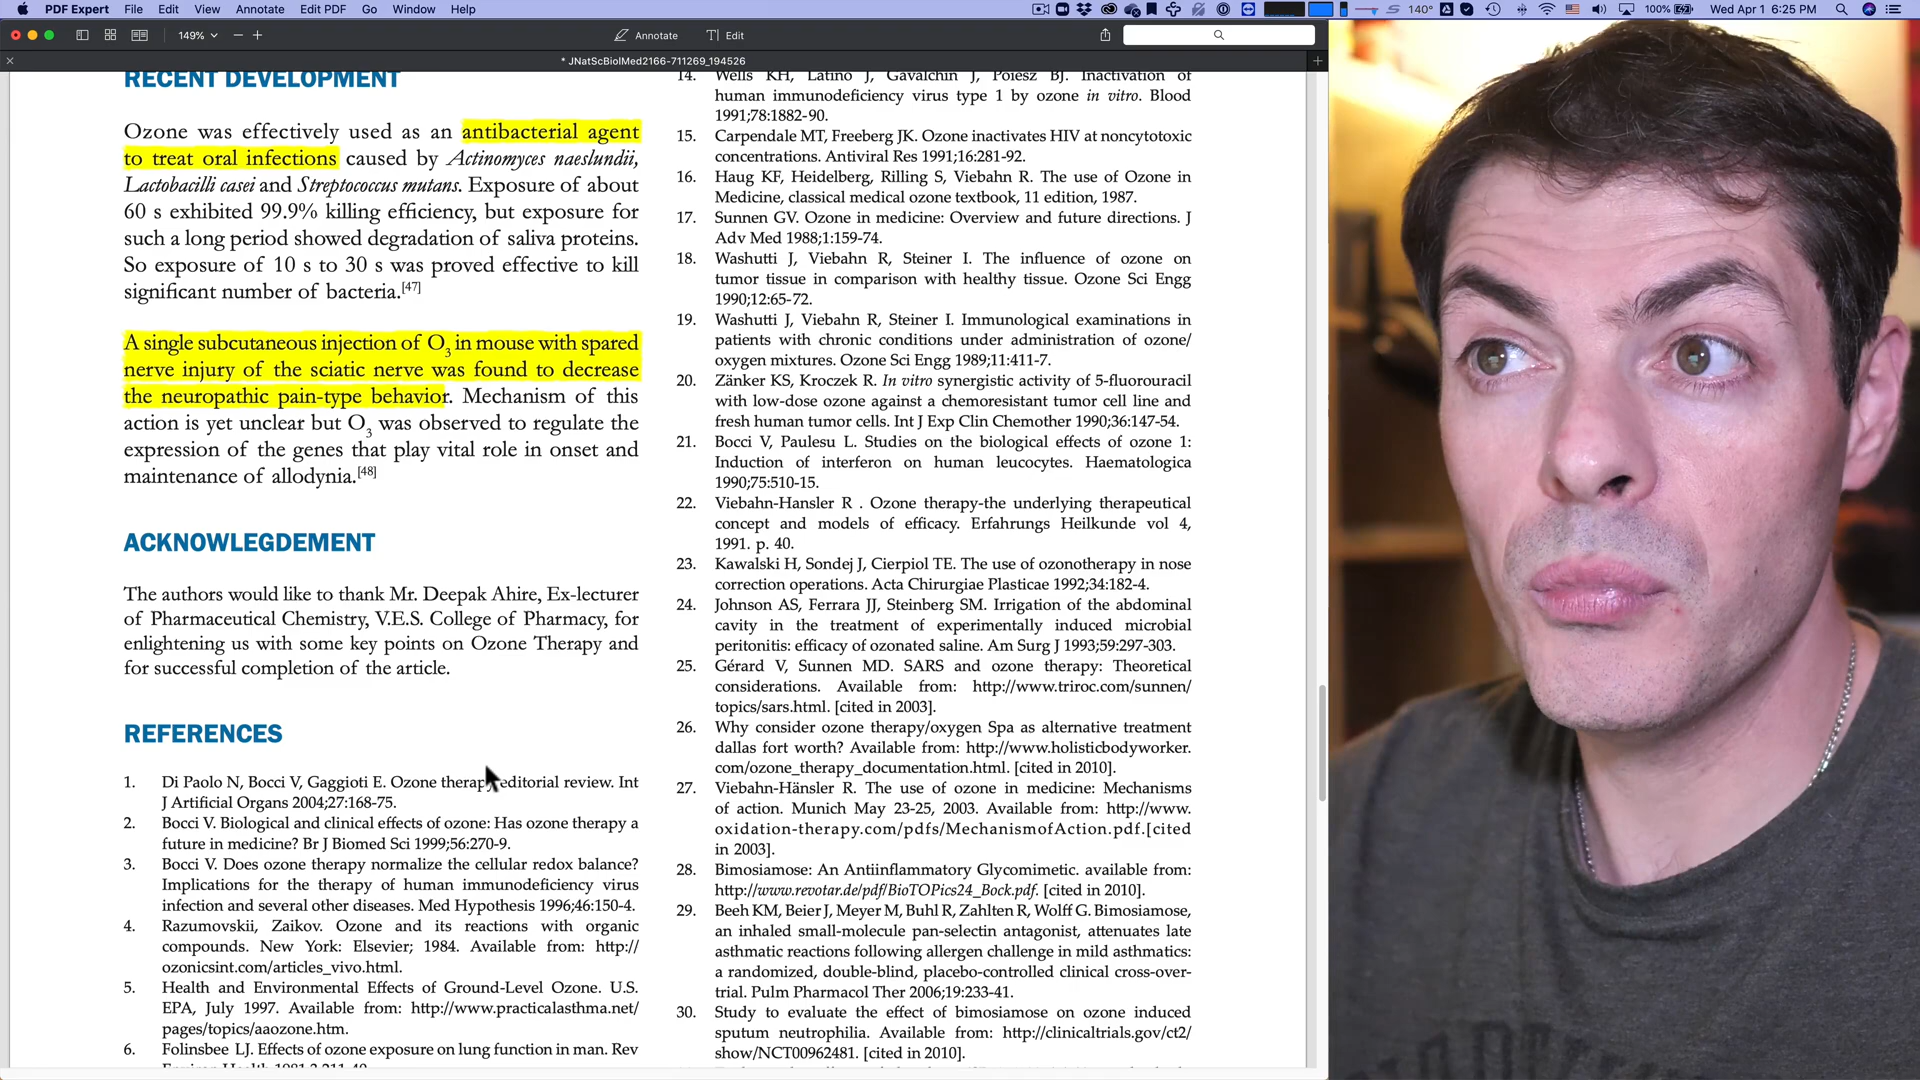 PDF Expert File Edit View Annotate Edit PDF Go Window Help
140° 100% Wed Apr 1 6:25 PM
149% Annotate Edit
* JNatScBiolMed2166-711269_194526
RECENT DEVELOPMENT
Ozone was effectively used as an antibacterial agent
to treat oral infections caused by Actinomyces naeslundii,
Lactobacilli casei and Streptococcus mutans. Exposure of about
60 s exhibited 99.9% killing efficiency, but exposure for
such a long period showed degradation of saliva proteins.
So exposure of 10 s to 30 s was proved effective to kill
significant number of bacteria.[47]
A single subcutaneous injection of O3 in mouse with spared
nerve injury of the sciatic nerve was found to decrease
the neuropathic pain-type behavior. Mechanism of this
action is yet unclear but O3 was observed to regulate the
expression of the genes that play vital role in onset and
maintenance of allodynia.[48]
ACKNOWLEGDEMENT
The authors would like to thank Mr. Deepak Ahire, Ex-lecturer
of Pharmaceutical Chemistry, V.E.S. College of Pharmacy, for
enlightening us with some key points on Ozone Therapy and
for successful completion of the article.
REFERENCES
1. Di Paolo N, Bocci V, Gaggioti E. Ozone therapy editorial review. Int
J Artificial Organs 2004;27:168-75.
2. Bocci V. Biological and clinical effects of ozone: Has ozone therapy a
future in medicine? Br J Biomed Sci 1999;56:270-9.
3. Bocci V. Does ozone therapy normalize the cellular redox balance?
Implications for the therapy of human immunodeficiency virus
infection and several other diseases. Med Hypothesis 1996;46:150-4.
4. Razumovskii, Zaikov. Ozone and its reactions with organic
compounds. New York: Elsevier; 1984. Available from: http://
ozonicsint.com/articles_vivo.html.
5. Health and Environmental Effects of Ground-Level Ozone. U.S.
EPA, July 1997. Available from: http://www.practicalasthma.net/
pages/topics/aaozone.htm.
6. Folinsbee LJ. Effects of ozone exposure on lung function in man. Rev
14. Wells KH, Latino J, Gavalchin J, Poiesz BJ. Inactivation of
human immunodeficiency virus type 1 by ozone in vitro. Blood
1991;78:1882-90.
15. Carpendale MT, Freeberg JK. Ozone inactivates HIV at noncytotoxic
concentrations. Antiviral Res 1991;16:281-92.
16. Haug KF, Heidelberg, Rilling S, Viebahn R. The use of Ozone in
Medicine, classical medical ozone textbook, 11 edition, 1987.
17. Sunnen GV. Ozone in medicine: Overview and future directions. J
Adv Med 1988;1:159-74.
18. Washutti J, Viebahn R, Steiner I. The influence of ozone on
tumor tissue in comparison with healthy tissue. Ozone Sci Engg
1990;12:65-72.
19. Washutti J, Viebahn R, Steiner I. Immunological examinations in
patients with chronic conditions under administration of ozone/
oxygen mixtures. Ozone Sci Engg 1989;11:411-7.
20. Zänker KS, Kroczek R. In vitro synergistic activity of 5-fluorouracil
with low-dose ozone against a chemoresistant tumor cell line and
fresh human tumor cells. Int J Exp Clin Chemother 1990;36:147-54.
21. Bocci V, Paulesu L. Studies on the biological effects of ozone 1:
Induction of interferon on human leucocytes. Haematologica
1990;75:510-15.
22. Viebahn-Hansler R . Ozone therapy-the underlying therapeutical
concept and models of efficacy. Erfahrungs Heilkunde vol 4,
1991. p. 40.
23. Kawalski H, Sondej J, Cierpiol TE. The use of ozonotherapy in nose
correction operations. Acta Chirurgiae Plasticae 1992;34:182-4.
24. Johnson AS, Ferrara JJ, Steinberg SM. Irrigation of the abdominal
cavity in the treatment of experimentally induced microbial
peritonitis: efficacy of ozonated saline. Am Surg J 1993;59:297-303.
25. Gérard V, Sunnen MD. SARS and ozone therapy: Theoretical
considerations. Available from: http://www.triroc.com/sunnen/
topics/sars.html. [cited in 2003].
26. Why consider ozone therapy/oxygen Spa as alternative treatment
dallas fort worth? Available from: http://www.holisticbodyworker.
com/ozone_therapy_documentation.html. [cited in 2010].
27. Viebahn-Hänsler R. The use of ozone in medicine: Mechanisms
of action. Munich May 23-25, 2003. Available from: http://www.
oxidation-therapy.com/pdfs/MechanismofAction.pdf.[cited
in 2003].
28. Bimosiamose: An Antiinflammatory Glycomimetic. available from:
http://www.revotar.de/pdf/BioTOPics24_Bock.pdf. [cited in 2010].
29. Beeh KM, Beier J, Meyer M, Buhl R, Zahlten R, Wolff G. Bimosiamose,
an inhaled small-molecule pan-selectin antagonist, attenuates late
asthmatic reactions following allergen challenge in mild asthmatics:
a randomized, double-blind, placebo-controlled clinical cross-over-
trial. Pulm Pharmacol Ther 2006;19:233-41.
30. Study to evaluate the effect of bimosiamose on ozone induced
sputum neutrophilia. Available from: http://clinicaltrials.gov/ct2/
show/NCT00962481. [cited in 2010].